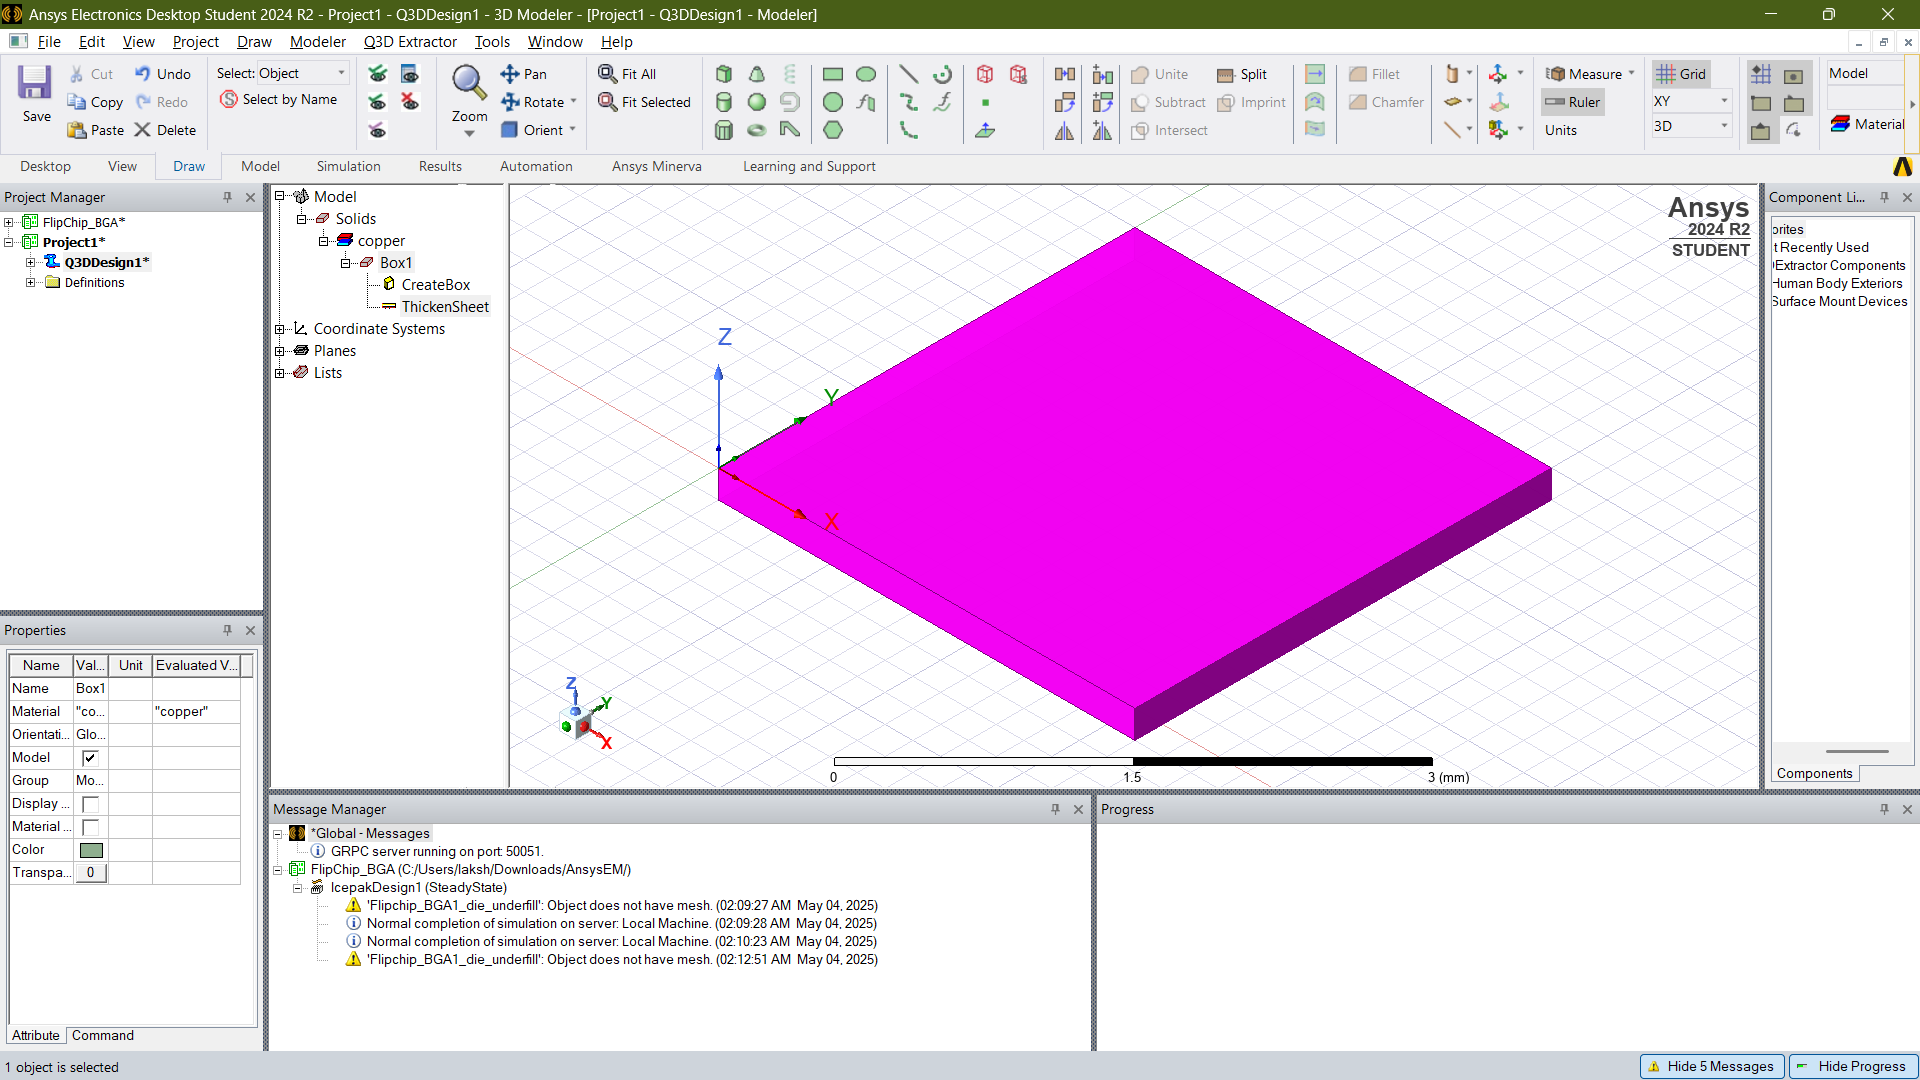 Ansys Electronics Desktop Student 2024 R2 - Project1 - Q3DDesign1 - 3D Modeler - [Project1 - Q3DDesign1 - Modeler]
File Edit View Project Draw Modeler Q3D Extractor Tools Window Help
Save
Cut
Copy
Paste
Undo
Redo
Delete
Select: Object
Select by Name
Zoom
Pan
Rotate
Orient
Fit All
Fit Selected
Unite
Subtract
Intersect
Split
Imprint
Fillet
Chamfer
Measure
Ruler
Units
Grid
XY
3D
Model
Material
Desktop View Draw Model Simulation Results Automation Ansys Minerva Learning and Support
Project Manager
FlipChip_BGA*
Project1*
Q3DDesign1*
Definitions
Model
Solids
copper
Box1
CreateBox
ThickenSheet
Coordinate Systems
Planes
Lists
Ansys
2024 R2
STUDENT
Z
Y
X
Z
Y
X
0 1.5 3 (mm)
Component Li...
orites
t Recently Used
Extractor Components
Human Body Exteriors
Surface Mount Devices
Components
Properties
Name Val... Unit Evaluated V...
Name Box1
Material "co... "copper"
Orientati... Glo...
Model
Group Mo...
Display ...
Material ...
Color
Transpa... 0
Attribute Command
Message Manager
*Global - Messages
GRPC server running on port: 50051.
FlipChip_BGA (C:/Users/laksh/Downloads/AnsysEM/)
IcepakDesign1 (SteadyState)
'Flipchip_BGA1_die_underfill': Object does not have mesh. (02:09:27 AM May 04, 2025)
Normal completion of simulation on server: Local Machine. (02:09:28 AM May 04, 2025)
Normal completion of simulation on server: Local Machine. (02:10:23 AM May 04, 2025)
'Flipchip_BGA1_die_underfill': Object does not have mesh. (02:12:51 AM May 04, 2025)
Progress
1 object is selected
Hide 5 Messages
Hide Progress